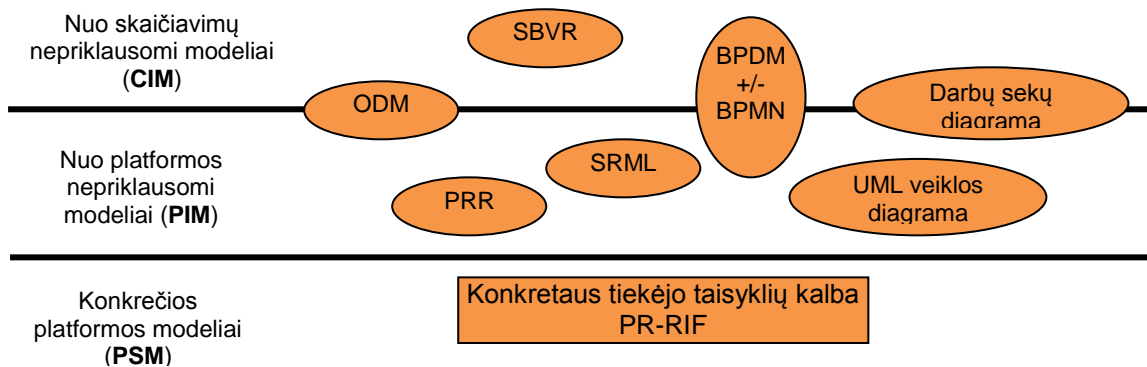 Nuo skaičiavimų
nepriklausomi modeliai
(CIM)
SBVR
BPDM
+/-
BPMN
ODM
Darbų sekų
diagrama
Nuo platformos
nepriklausomi
modeliai (PIM)
SRML
PRR
UML veiklos
diagrama
Konkrečios
platformos modeliai
(PSM)
Konkretaus tiekėjo taisyklių kalba
PR-RIF